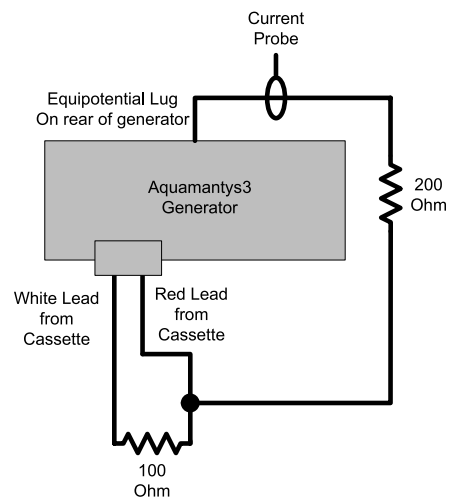 Current
Probe
Equipotential Lug
On rear of generator
Aquamantys3
Generator
200
Ohm
White Lead
from
Cassette
Red Lead
from
Cassette
100
Ohm